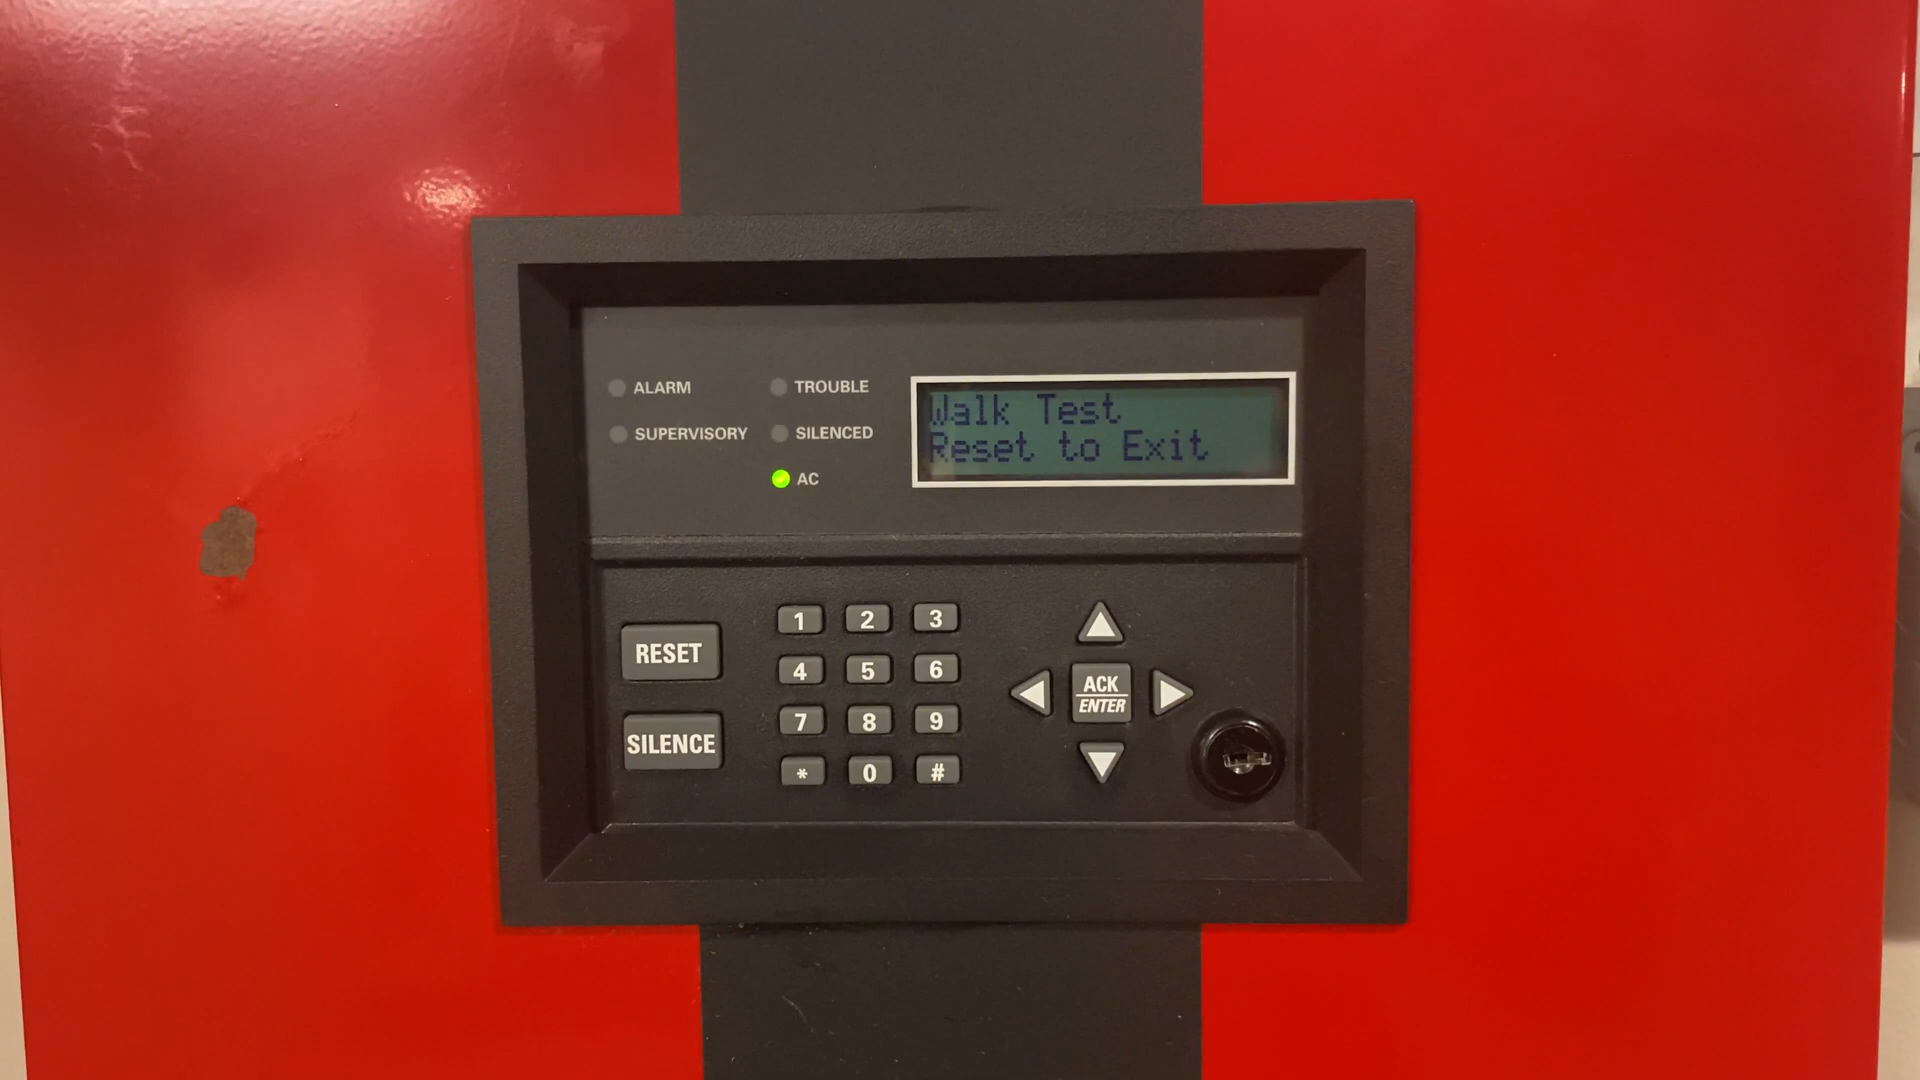 ALARM
TROUBLE
SUPERVISORY
SILENCED
AC
Walk Test
Reset to Exit
RESET
SILENCE
1 2 3
4 5 6
7 8 9
* 0 #
ACK
ENTER